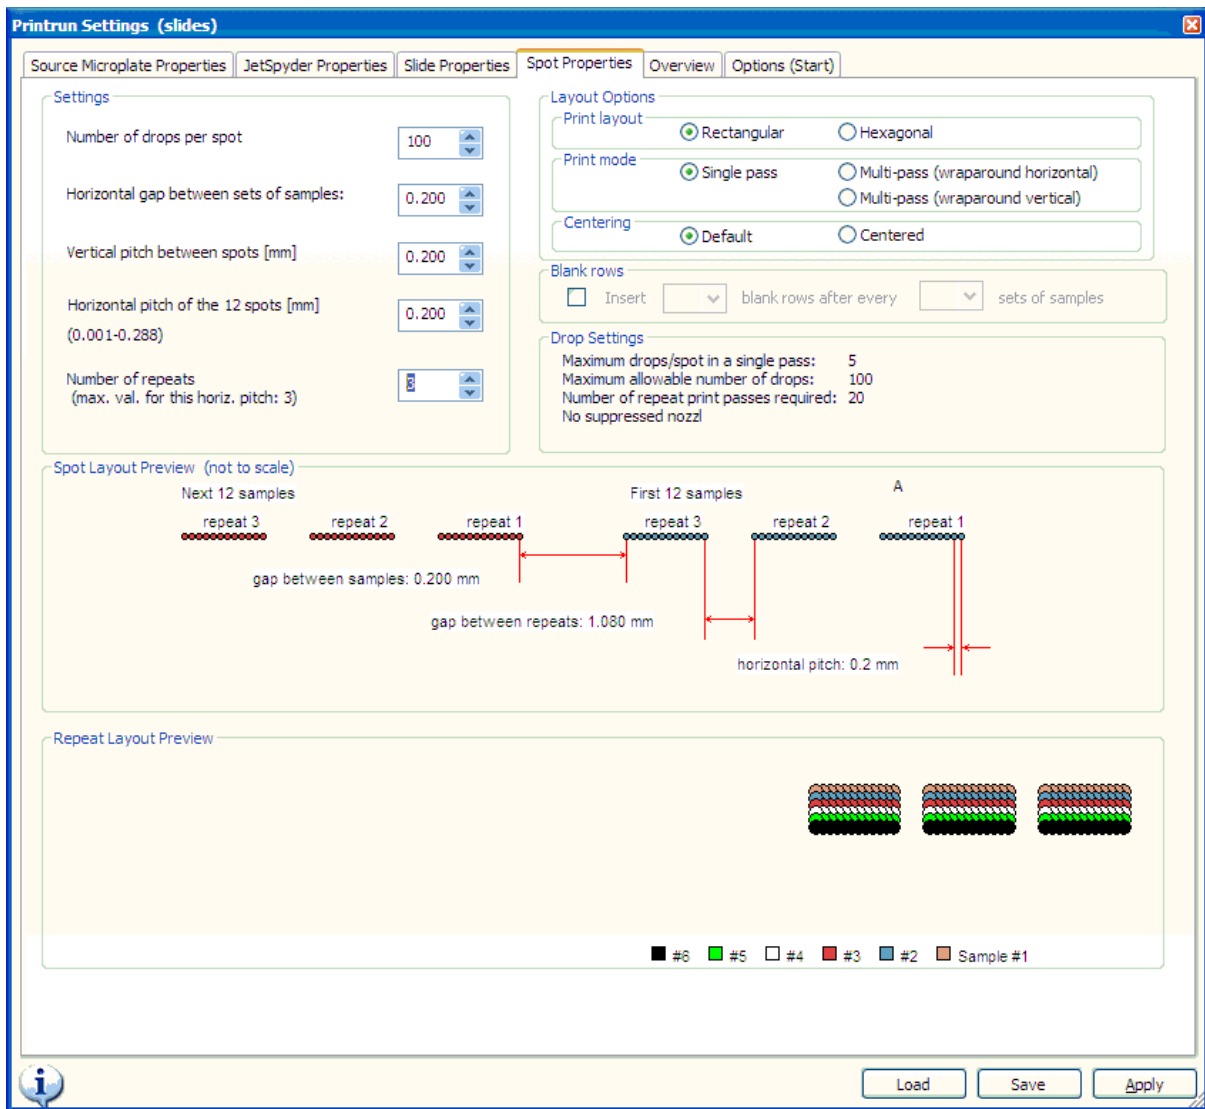 Printrun Settings (slides)
Source Microplate Properties JetSpyder Properties Slide Properties Spot Properties Overview Options (Start)
Settings
Number of drops per spot 100
Horizontal gap between sets of samples: 0.200
Vertical pitch between spots [mm] 0.200
Horizontal pitch of the 12 spots [mm] 0.200
(0.001-0.288)
Number of repeats 3
(max. val. for this horiz. pitch: 3)
Layout Options
Print layout
Rectangular Hexagonal
Print mode
Single pass Multi-pass (wraparound horizontal)
Multi-pass (wraparound vertical)
Centering
Default Centered
Blank rows
Insert blank rows after every sets of samples
Drop Settings
Maximum drops/spot in a single pass: 5
Maximum allowable number of drops: 100
Number of repeat print passes required: 20
No suppressed nozzl
Spot Layout Preview (not to scale)
Next 12 samples First 12 samples A
repeat 3 repeat 2 repeat 1 repeat 3 repeat 2 repeat 1
gap between samples: 0.200 mm
gap between repeats: 1.080 mm
horizontal pitch: 0.2 mm
Repeat Layout Preview
#6 #5 #4 #3 #2 Sample #1
i
Load Save Apply